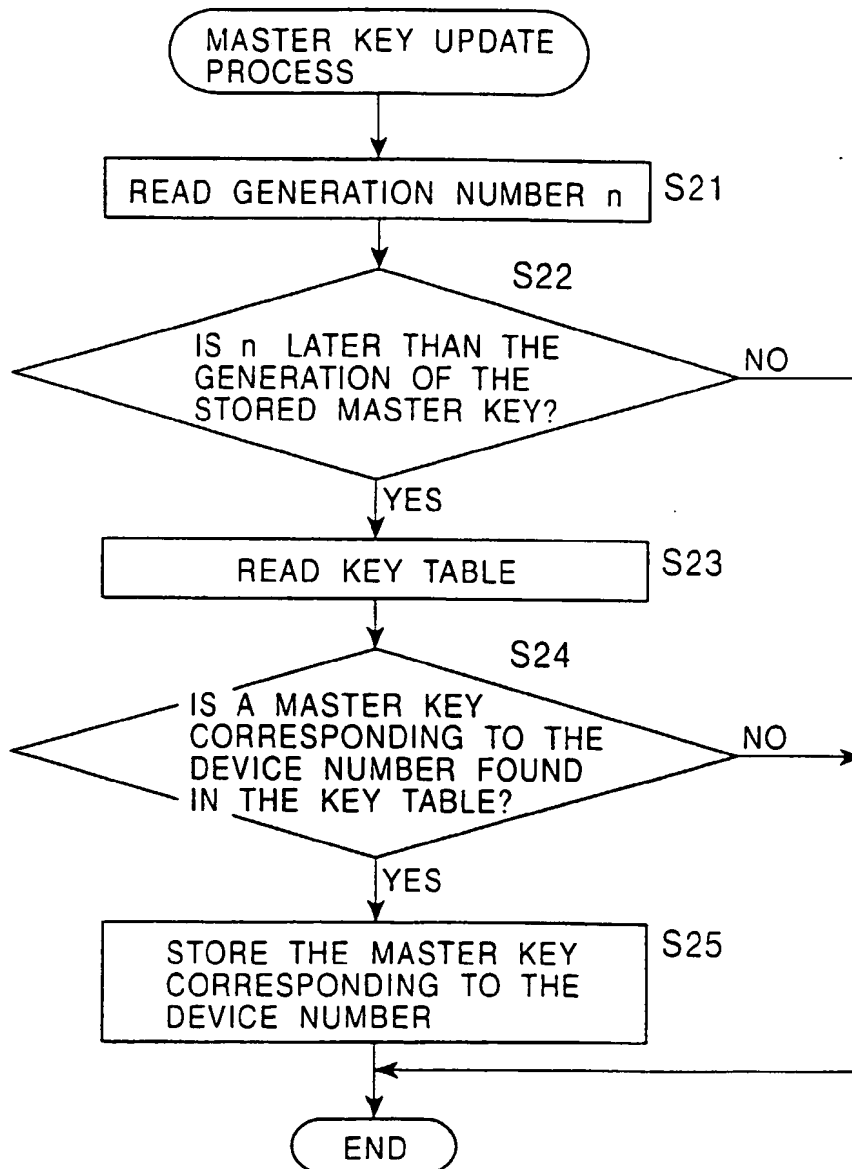 MASTER KEY UPDATE
PROCESS
READ GENERATION NUMBER n
S21
S22
IS n LATER THAN THE
GENERATION OF THE
STORED MASTER KEY?
NO
YES
READ KEY TABLE
S23
S24
IS A MASTER KEY
CORRESPONDING TO THE
DEVICE NUMBER FOUND
IN THE KEY TABLE?
NO
YES
STORE THE MASTER KEY
CORRESPONDING TO THE
DEVICE NUMBER
S25
END